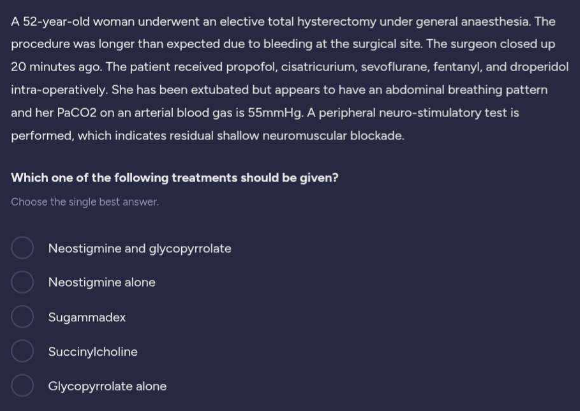 A 52-year-old woman underwent an elective total hysterectomy under general anaesthesia. The
procedure was longer than expected due to bleeding at the surgical site. The surgeon closed up
20 minutes ago. The patient received propofol, cisatricurium, sevoflurane, fentanyl, and droperidol
intra-operatively. She has been extubated but appears to have an abdominal breathing pattern
and her PaCO2 on an arterial blood gas is 55mmHg. A peripheral neuro-stimulatory test is
performed, which indicates residual shallow neuromuscular blockade.
Which one of the following treatments should be given?
Choose the single best answer.
Neostigmine and glycopyrrolate
Neostigmine alone
Sugammadex
Succinylcholine
Glycopyrrolate alone